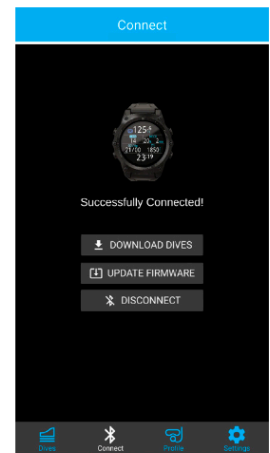 Connect
Successfully Connected!
DOWNLOAD DIVES
UPDATE FIRMWARE
DISCONNECT
Dives
Connect
Profile
Settings